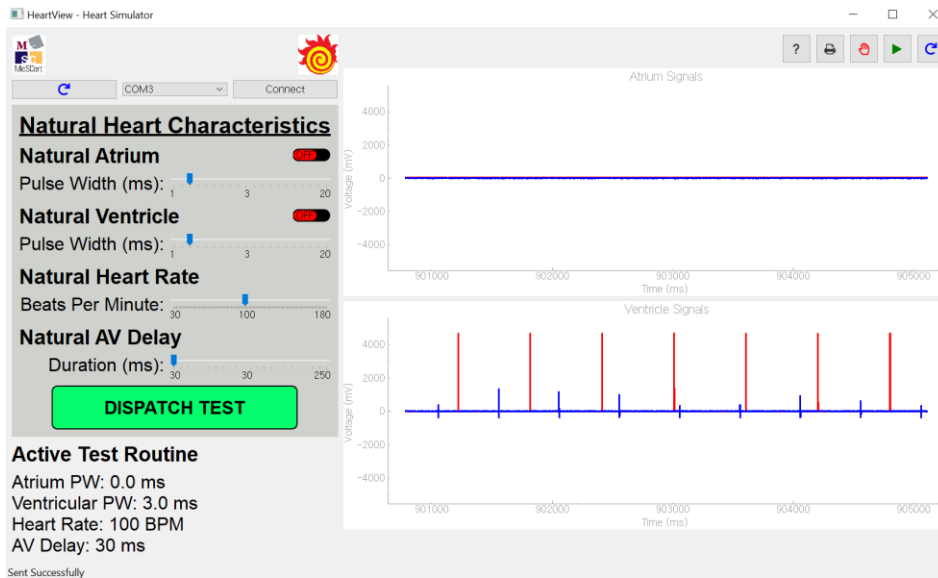 HeartView - Heart Simulator
M
SC
MicSCert
?
COM3
Connect
Natural Heart Characteristics
Natural Atrium
OFF
Pulse Width (ms):
1 3 20
Natural Ventricle
OFF
Pulse Width (ms):
1 3 20
Natural Heart Rate
Beats Per Minute:
30 100 180
Natural AV Delay
Duration (ms):
30 30 250
DISPATCH TEST
Active Test Routine
Atrium PW: 0.0 ms
Ventricular PW: 3.0 ms
Heart Rate: 100 BPM
AV Delay: 30 ms
Sent Successfully
Atrium Signals
Voltage (mV)
4000
2000
0
−2000
−4000
901000 902000 903000 904000 905000
Time (ms)
Ventricle Signals
Voltage (mV)
4000
2000
0
−2000
−4000
901000 902000 903000 904000 905000
Time (ms)